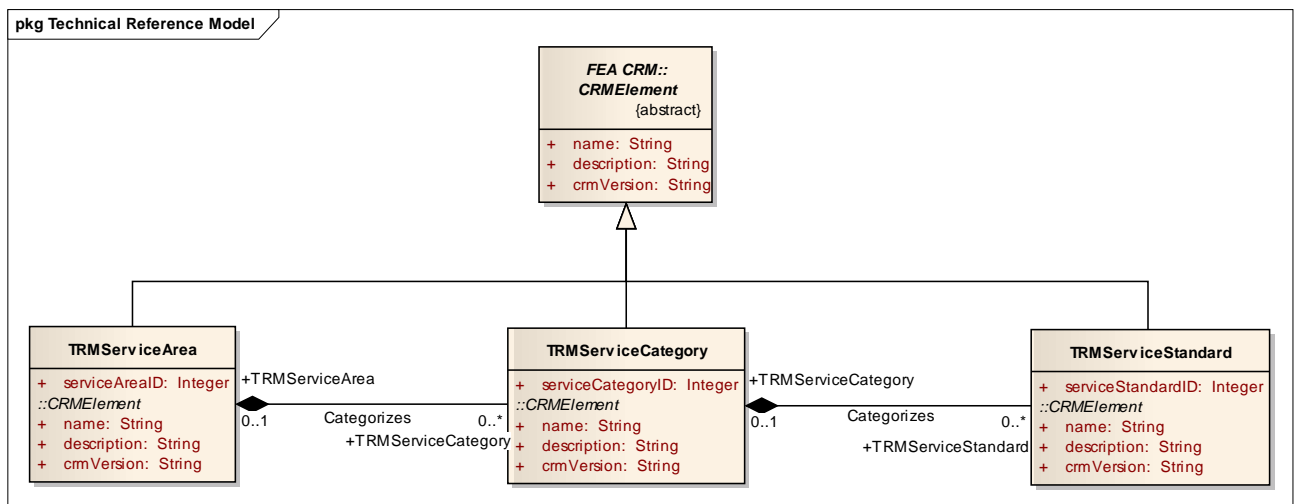 pkg Technical Reference Model
FEA CRM::
CRMElement
{abstract}
+ name: String
+ description: String
+ crmVersion: String
TRMServiceArea
+ serviceAreaID: Integer
::CRMElement
+ name: String
+ description: String
+ crmVersion: String
+TRMServiceArea
0..1
Categorizes
0..*
+TRMServiceCategory
TRMServiceCategory
+ serviceCategoryID: Integer
::CRMElement
+ name: String
+ description: String
+ crmVersion: String
+TRMServiceCategory
0..1
Categorizes
0..*
+TRMServiceStandard
TRMServiceStandard
+ serviceStandardID: Integer
::CRMElement
+ name: String
+ description: String
+ crmVersion: String